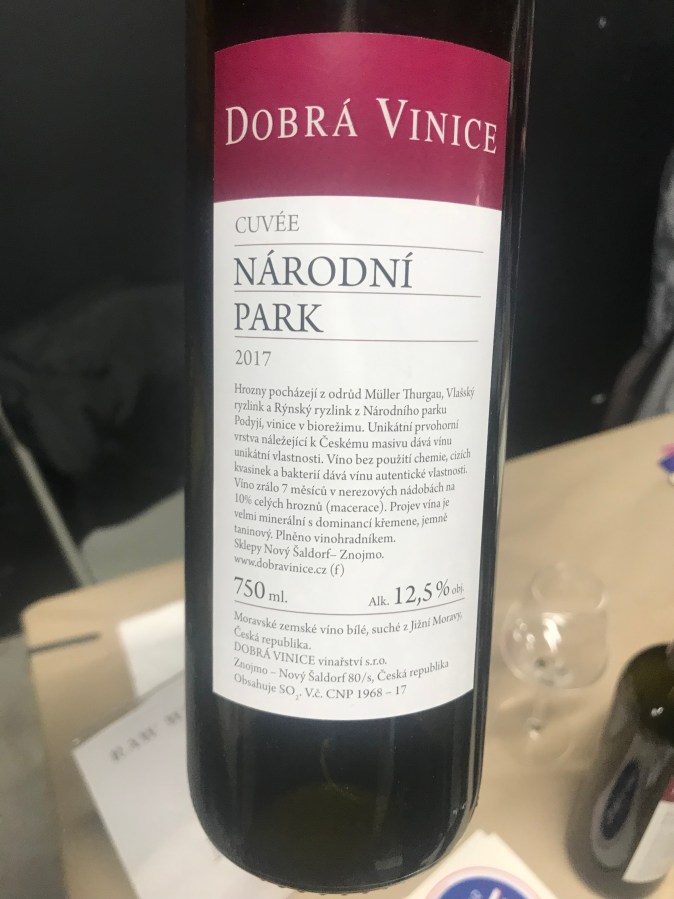 DOBRÁ VINICE
CUVÉE
NÁRODNÍ
PARK
2017
Hrozny pocházejí z odrůd Müller Thurgau, Vlašský
ryzlink a Rýnský ryzlink z Národního parku
Podyjí, vinice v biorežimu. Unikátní prvohorní
vrstva náležející k Českému masivu dává vínu
unikátní vlastnosti. Víno bez použití chemie, cizích
kvasinek a bakterií dává vínu autentické vlastnosti.
Víno zrálo 7 měsíců v nerezových nádobách na
10% celých hroznů (macerace). Projev vína je
velmi minerální s dominancí křemene, jemně
taninový. Plněno vinohradníkem.
Sklepy Nový Šaldorf– Znojmo.
www.dobravinice.cz (f)
750 ml. Alk. 12,5% obj.
Moravské zemské víno bílé, suché z Jižní Moravy,
Česká republika.
DOBRÁ VINICE vinařství s.r.o.
Znojmo – Nový Šaldorf 80/s, Česká republika
Obsahuje SO₂. V.č. CNP 1968 – 17
RAW